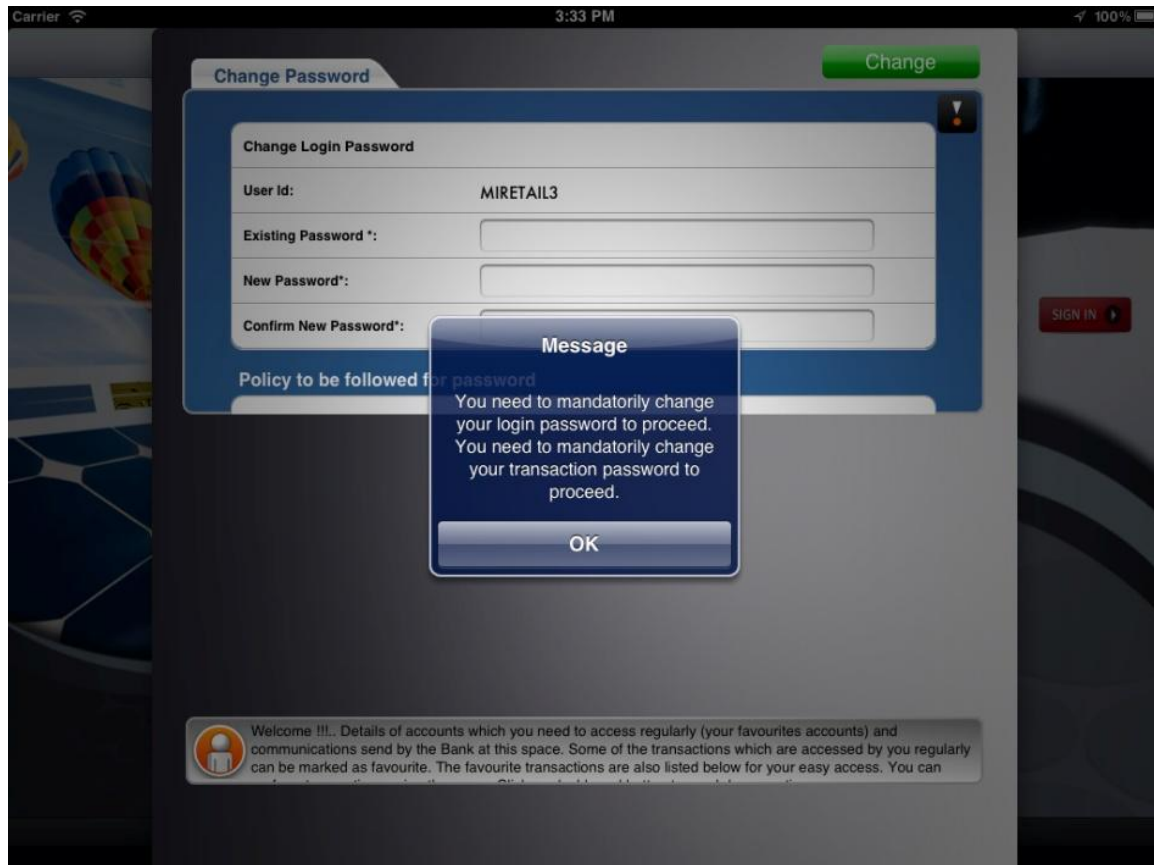 Carrier 3:33 PM 100%
Change Password
Change
Change Login Password
User Id: MIRETAIL3
Existing Password *:
New Password*:
Confirm New Password*:
SIGN IN
Policy to be followed for password
Message
You need to mandatorily change
your login password to proceed.
You need to mandatorily change
your transaction password to
proceed.
OK
Welcome !!!.. Details of accounts which you need to access regularly (your favourites accounts) and
communications send by the Bank at this space. Some of the transactions which are accessed by you regularly
can be marked as favourite. The favourite transactions are also listed below for your easy access. You can